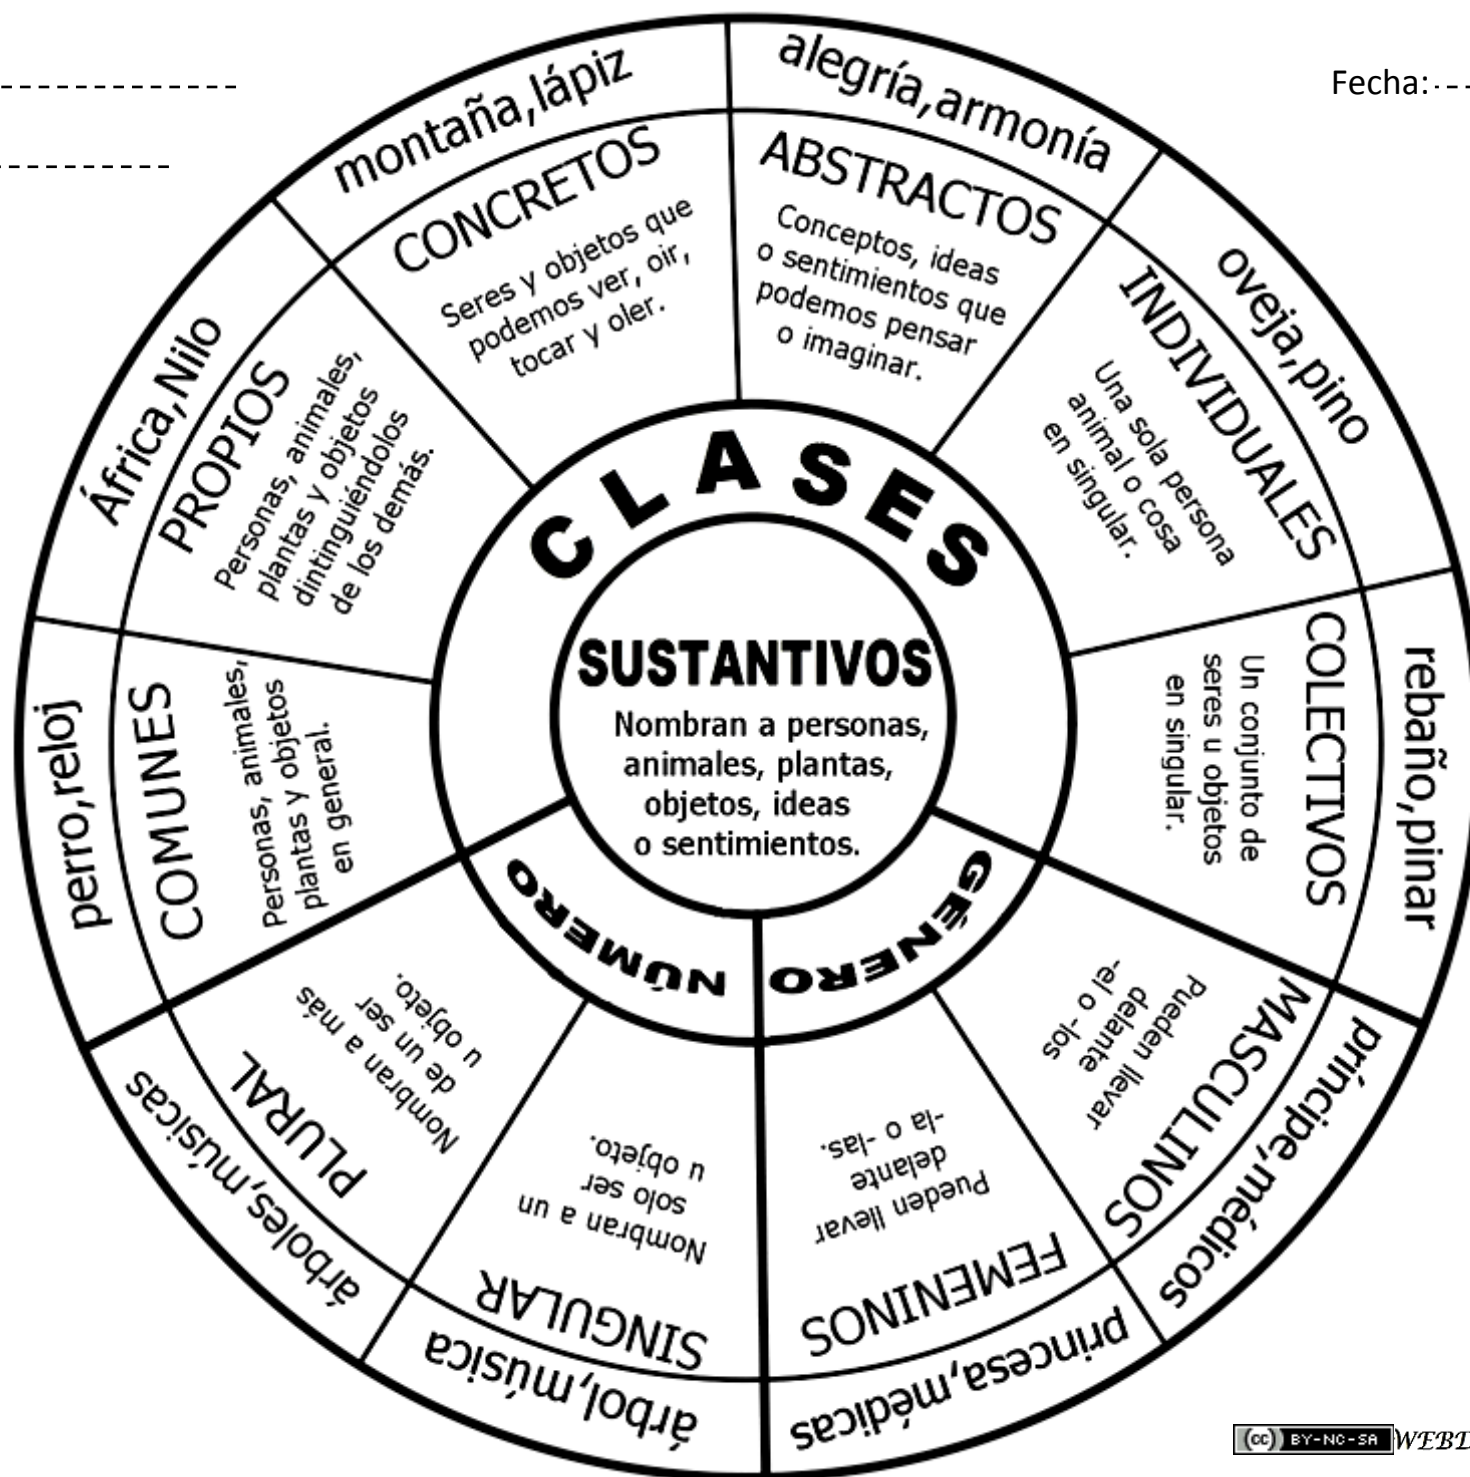 Fecha:
SUSTANTIVOS
Nombran a personas,
animales, plantas,
objetos, ideas
o sentimientos.
CLASES
perro,reloj
COMUNES
Personas, animales,
plantas y objetos
en general.
África,Nilo
PROPIOS
Personas, animales,
plantas y objetos
dintinguiéndolos
de los demás.
montaña,lápiz
CONCRETOS
Seres y objetos que
podemos ver, oir,
tocar y oler.
alegría,armonía
ABSTRACTOS
Conceptos, ideas
o sentimientos que
podemos pensar
o imaginar.
oveja,pino
INDIVIDUALES
Una sola persona
animal o cosa
en singular.
rebaño,pinar
COLECTIVOS
Un conjunto de
seres u objetos
en singular.
GÉNERO
príncipe,médicos
MASCULINOS
Pueden llevar
delante
-el o -los
princesa,médicas
FEMENINOS
Pueden llevar
delante
-la o -las.
NÚMERO
árbol,música
SINGULAR
Nombran a un
solo ser
u objeto.
árboles,músicas
PLURAL
Nombran a más
de un ser
u objeto.
cc BY-NC-SA